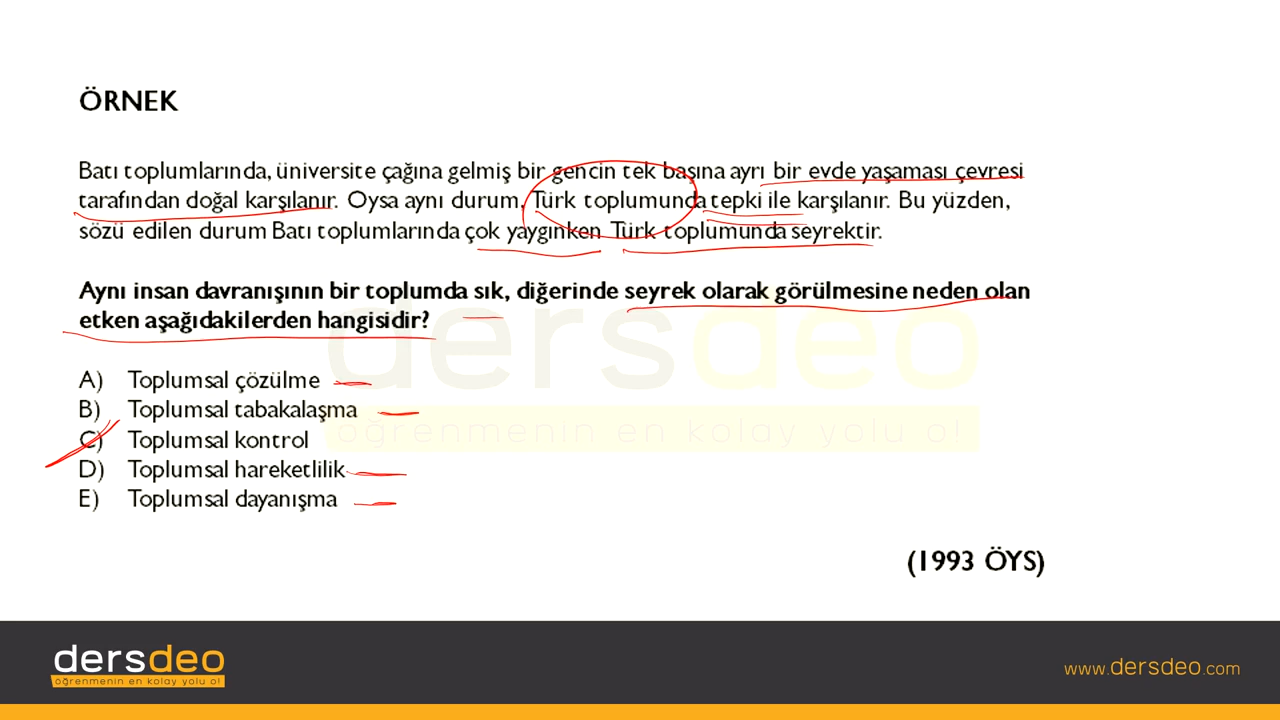 ÖRNEK
Batı toplumlarında, üniversite çağına gelmiş bir gencin tek başına ayrı bir evde yaşaması çevresi
tarafından doğal karşılanır. Oysa aynı durum, Türk toplumunda tepki ile karşılanır. Bu yüzden,
sözü edilen durum Batı toplumlarında çok yaygınken Türk toplumunda seyrektir.
Aynı insan davranışının bir toplumda sık, diğerinde seyrek olarak görülmesine neden olan
etken aşağıdakilerden hangisidir?
dersdeo
öğrenmenin en kolay yolu o!
A) Toplumsal çözülme
B) Toplumsal tabakalaşma
C) Toplumsal kontrol
D) Toplumsal hareketlilik
E) Toplumsal dayanışma
(1993 ÖYS)
dersdeo
öğrenmenin en kolay yolu o!
www.dersdeo.com